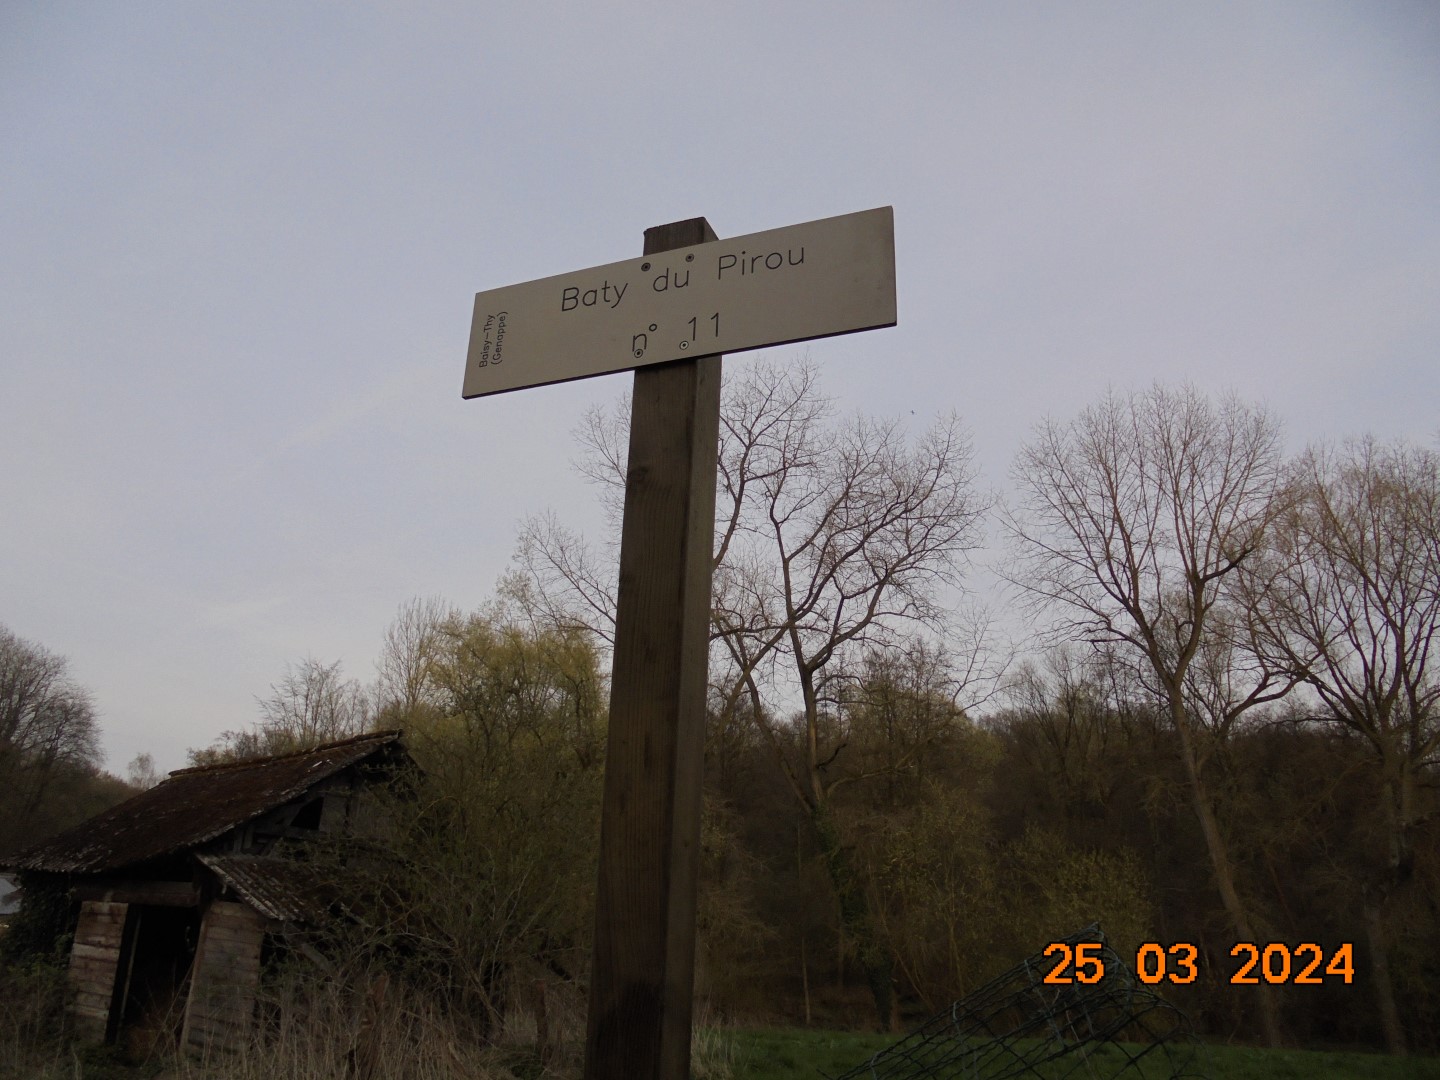 Baty du Pirou
n° 11
Baisy-Thy
(Genappe)
25 03 2024